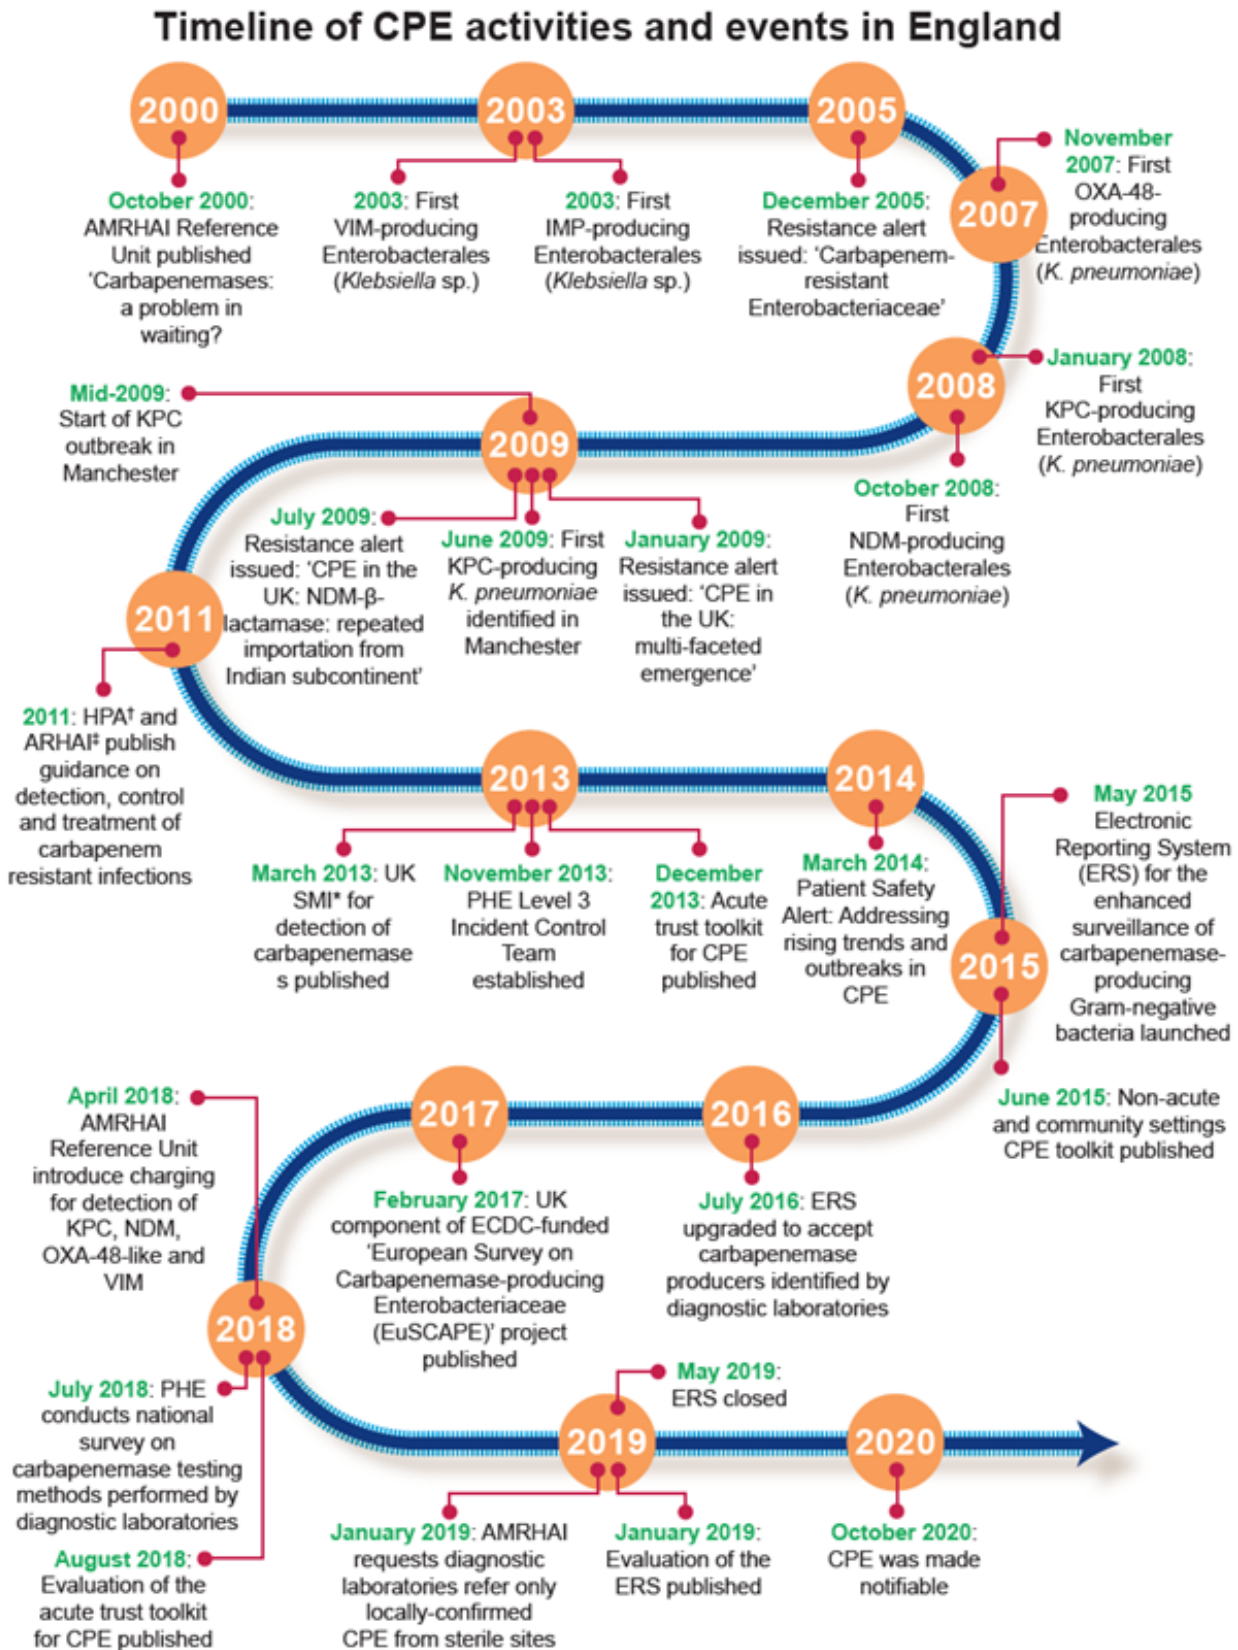 Timeline of CPE activities and events in England
2000
2003
2005
2007
October 2000:
AMRHAI Reference
Unit published
‘Carbapenemases:
a problem in
waiting?
2003: First
VIM-producing
Enterobacterales
(Klebsiella sp.)
2003: First
IMP-producing
Enterobacterales
(Klebsiella sp.)
December 2005:
Resistance alert
issued: ‘Carbapenem-
resistant
Enterobacteriaceae’
November
2007: First
OXA-48-
producing
Enterobacterales
(K. pneumoniae)
2008
January 2008:
First
KPC-producing
Enterobacterales
(K. pneumoniae)
October 2008:
First
NDM-producing
Enterobacterales
(K. pneumoniae)
2009
Mid-2009:
Start of KPC
outbreak in
Manchester
July 2009:
Resistance alert
issued: ‘CPE in the
UK: NDM-β-
lactamase: repeated
importation from
Indian subcontinent’
June 2009: First
KPC-producing
K. pneumoniae
identified in
Manchester
January 2009:
Resistance alert
issued: ‘CPE in
the UK:
multi-faceted
emergence’
2011
2011: HPA† and
ARHAI‡ publish
guidance on
detection, control
and treatment of
carbapenem
resistant infections
2013
March 2013: UK
SMI* for
detection of
carbapenemase
s published
November 2013:
PHE Level 3
Incident Control
Team
established
December
2013: Acute
trust toolkit
for CPE
published
2014
March 2014:
Patient Safety
Alert: Addressing
rising trends and
outbreaks in
CPE
2015
May 2015
Electronic
Reporting System
(ERS) for the
enhanced
surveillance of
carbapenemase-
producing
Gram-negative
bacteria launched
June 2015: Non-acute
and community settings
CPE toolkit published
2016
July 2016: ERS
upgraded to accept
carbapenemase
producers identified by
diagnostic laboratories
2017
February 2017: UK
component of ECDC-funded
‘European Survey on
Carbapenemase-producing
Enterobacteriaceae
(EuSCAPE)’ project
published
2018
April 2018:
AMRHAI
Reference Unit
introduce charging
for detection of
KPC, NDM,
OXA-48-like and
VIM
July 2018: PHE
conducts national
survey on
carbapenemase testing
methods performed by
diagnostic laboratories
August 2018:
Evaluation of the
acute trust toolkit
for CPE published
2019
May 2019:
ERS closed
January 2019: AMRHAI
requests diagnostic
laboratories refer only
locally-confirmed
CPE from sterile sites
January 2019:
Evaluation of the
ERS published
2020
October 2020:
CPE was made
notifiable